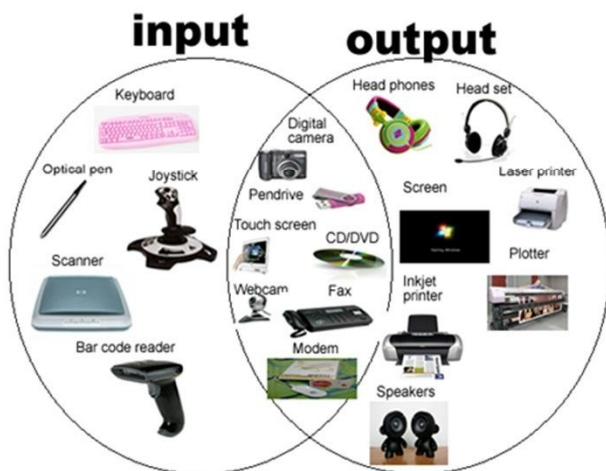 input
output
Keyboard
Optical pen
Joystick
Scanner
Bar code reader
Digital
camera
Pendrive
Touch screen
CD/DVD
Webcam
Fax
Modem
Head phones
Head set
Laser printer
Screen
Plotter
Inkjet
printer
Speakers